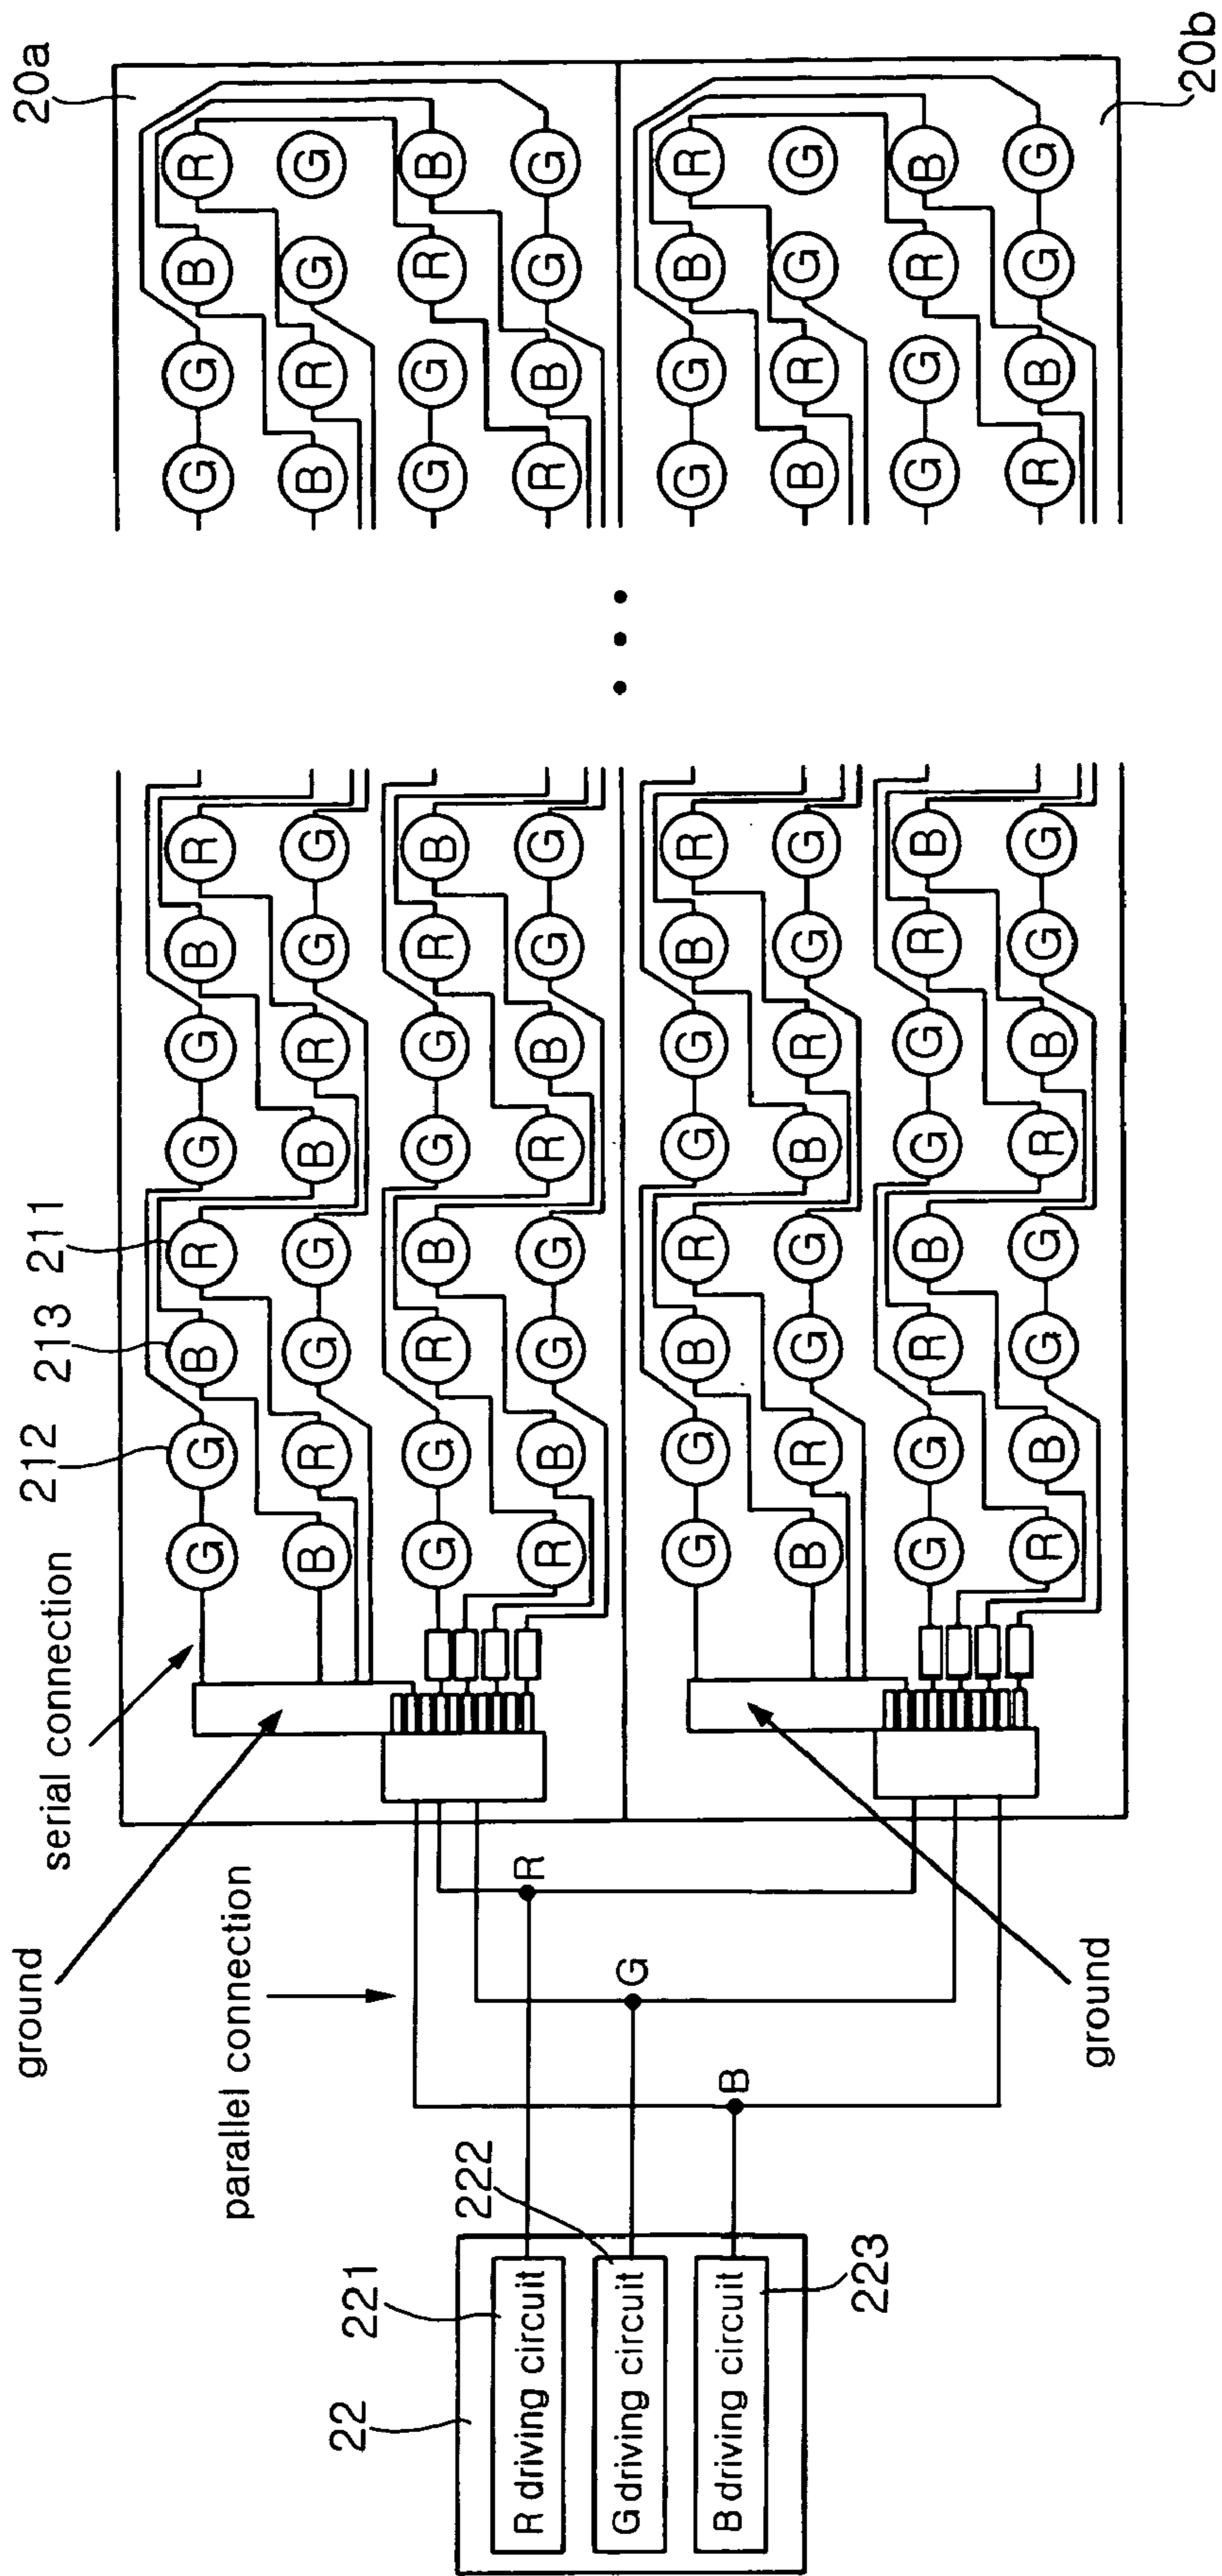 20a
ground
serial connection
212
213
211
parallel connection
G G B R G G B R G G B R
B R G G B R G G B R G G
G G R B G G R B G G R B
R B G G R B G G R B G G
22
221
222
R driving circuit
R
G driving circuit
G
B driving circuit
B
223
G G B R G G B R G G B R
B R G G B R G G B R G G
G G R B G G R B G G R B
R B G G R B G G R B G G
ground
20b